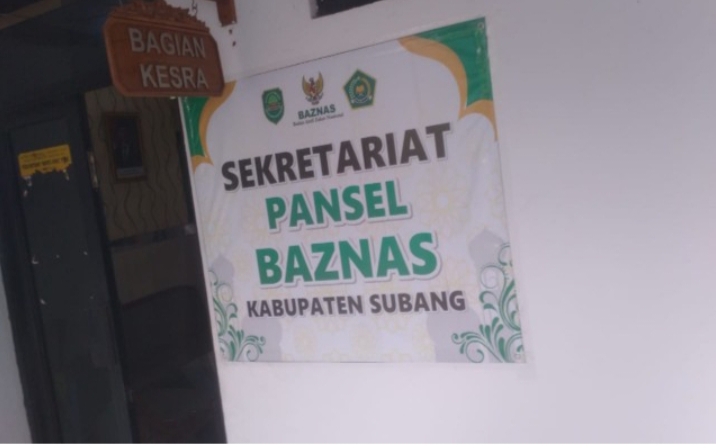 BAGIAN
KESRA
BAZNAS
SEKRETARIAT
PANSEL
BAZNAS
KABUPATEN SUBANG